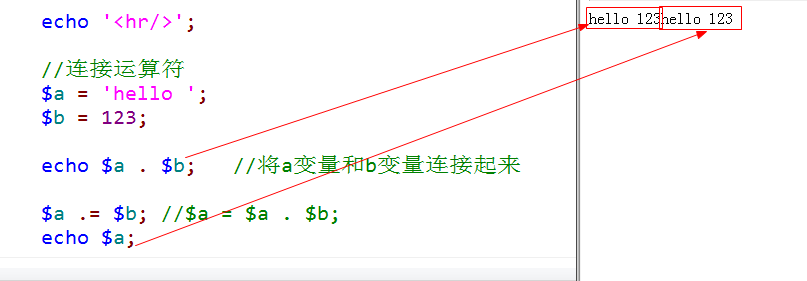 echo '<hr/>';
//连接运算符
$a = 'hello ';
$b = 123;
echo $a . $b;   //将a变量和b变量连接起来
$a .= $b; //$a = $a . $b;
echo $a;
hello 123hello 123